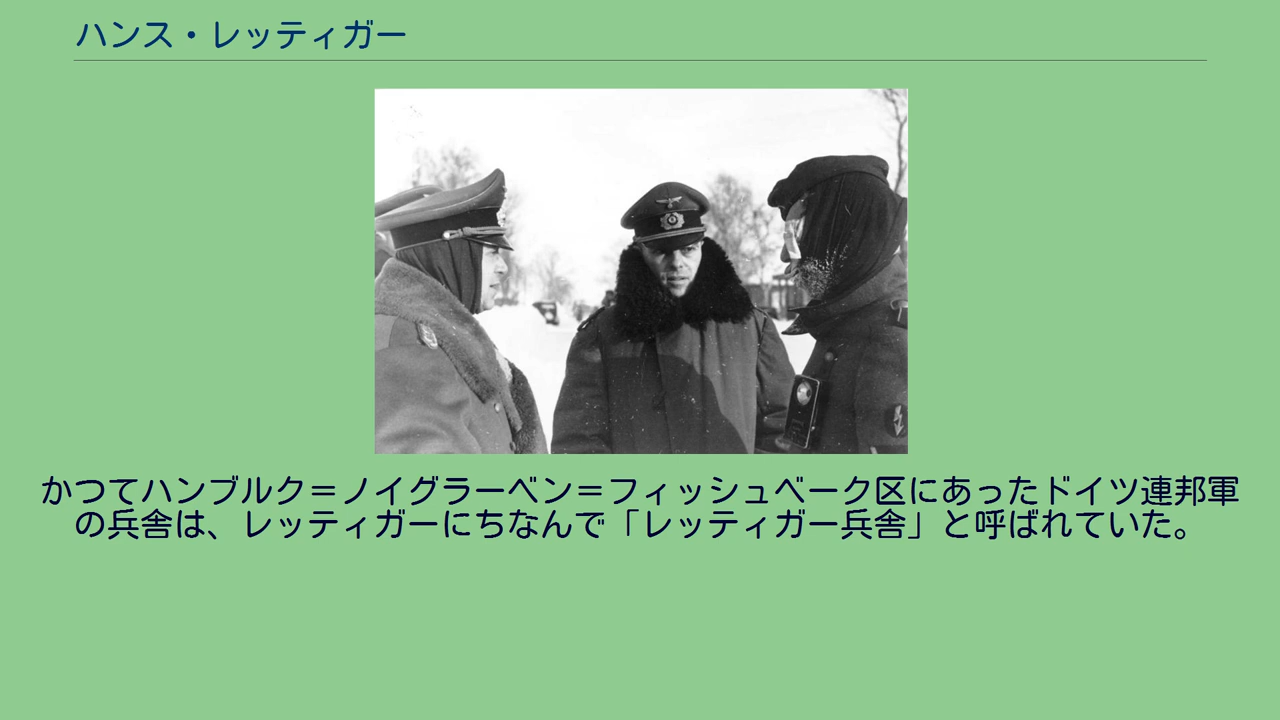 ハンス・レッティガー
かつてハンブルク＝ノイグラーベン＝フィッシュベーク区にあったドイツ連邦軍
の兵舎は、レッティガーにちなんで「レッティガー兵舎」と呼ばれていた。